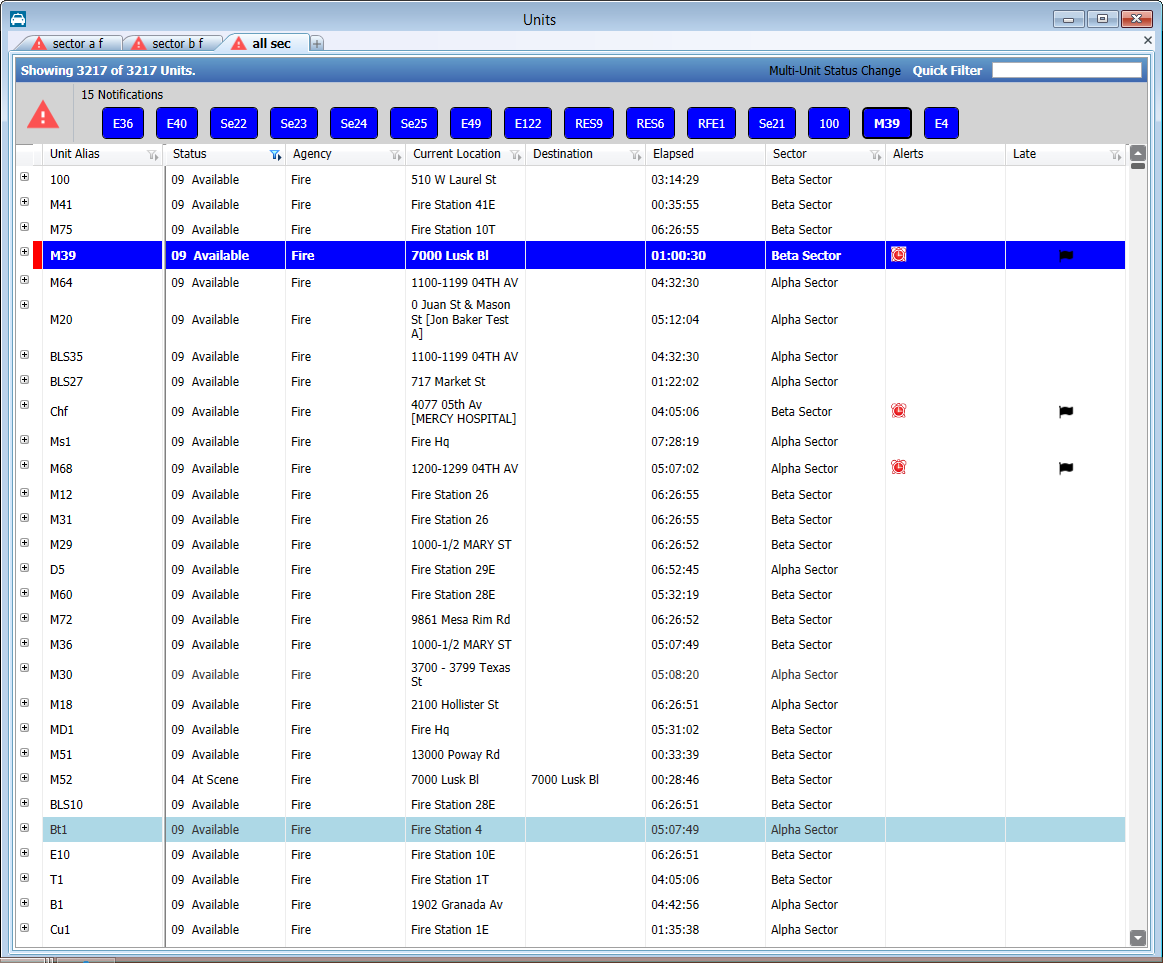 Units
sector a f sector b f all sec
Showing 3217 of 3217 Units. Multi-Unit Status Change Quick Filter
15 Notifications
E36 E40 Se22 Se23 Se24 Se25 E49 E122 RES9 RES6 RFE1 Se21 100 M39 E4
Unit Alias Status Agency Current Location Destination Elapsed Sector Alerts Late
100 09 Available Fire 510 W Laurel St 03:14:29 Beta Sector
M41 09 Available Fire Fire Station 41E 00:35:55 Beta Sector
M75 09 Available Fire Fire Station 10T 06:26:55 Beta Sector
M39 09 Available Fire 7000 Lusk Bl 01:00:30 Beta Sector
M64 09 Available Fire 1100-1199 04TH AV 04:32:30 Alpha Sector
0 Juan St & Mason
M20 09 Available Fire St [Jon Baker Test 05:12:04 Alpha Sector
A]
BLS35 09 Available Fire 1100-1199 04TH AV 04:32:30 Alpha Sector
BLS27 09 Available Fire 717 Market St 01:22:02 Alpha Sector
Chf 09 Available Fire 4077 05th Av 04:05:06 Beta Sector
[MERCY HOSPITAL]
Ms1 09 Available Fire Fire Hq 07:28:19 Alpha Sector
M68 09 Available Fire 1200-1299 04TH AV 05:07:02 Alpha Sector
M12 09 Available Fire Fire Station 26 06:26:55 Beta Sector
M31 09 Available Fire Fire Station 26 06:26:55 Beta Sector
M29 09 Available Fire 1000-1/2 MARY ST 06:26:52 Beta Sector
D5 09 Available Fire Fire Station 29E 06:52:45 Alpha Sector
M60 09 Available Fire Fire Station 28E 05:32:19 Beta Sector
M72 09 Available Fire 9861 Mesa Rim Rd 06:26:52 Beta Sector
M36 09 Available Fire 1000-1/2 MARY ST 05:07:49 Beta Sector
M30 09 Available Fire 3700 - 3799 Texas 05:08:20 Alpha Sector
St
M18 09 Available Fire 2100 Hollister St 06:26:51 Alpha Sector
MD1 09 Available Fire Fire Hq 05:31:02 Beta Sector
M51 09 Available Fire 13000 Poway Rd 00:33:39 Beta Sector
M52 04 At Scene Fire 7000 Lusk Bl 7000 Lusk Bl 00:28:46 Beta Sector
BLS10 09 Available Fire Fire Station 28E 06:26:51 Beta Sector
Bt1 09 Available Fire Fire Station 4 05:07:49 Alpha Sector
E10 09 Available Fire Fire Station 10E 06:26:51 Beta Sector
T1 09 Available Fire Fire Station 1T 04:05:06 Beta Sector
B1 09 Available Fire 1902 Granada Av 04:42:56 Alpha Sector
Cu1 09 Available Fire Fire Station 1E 01:35:38 Alpha Sector